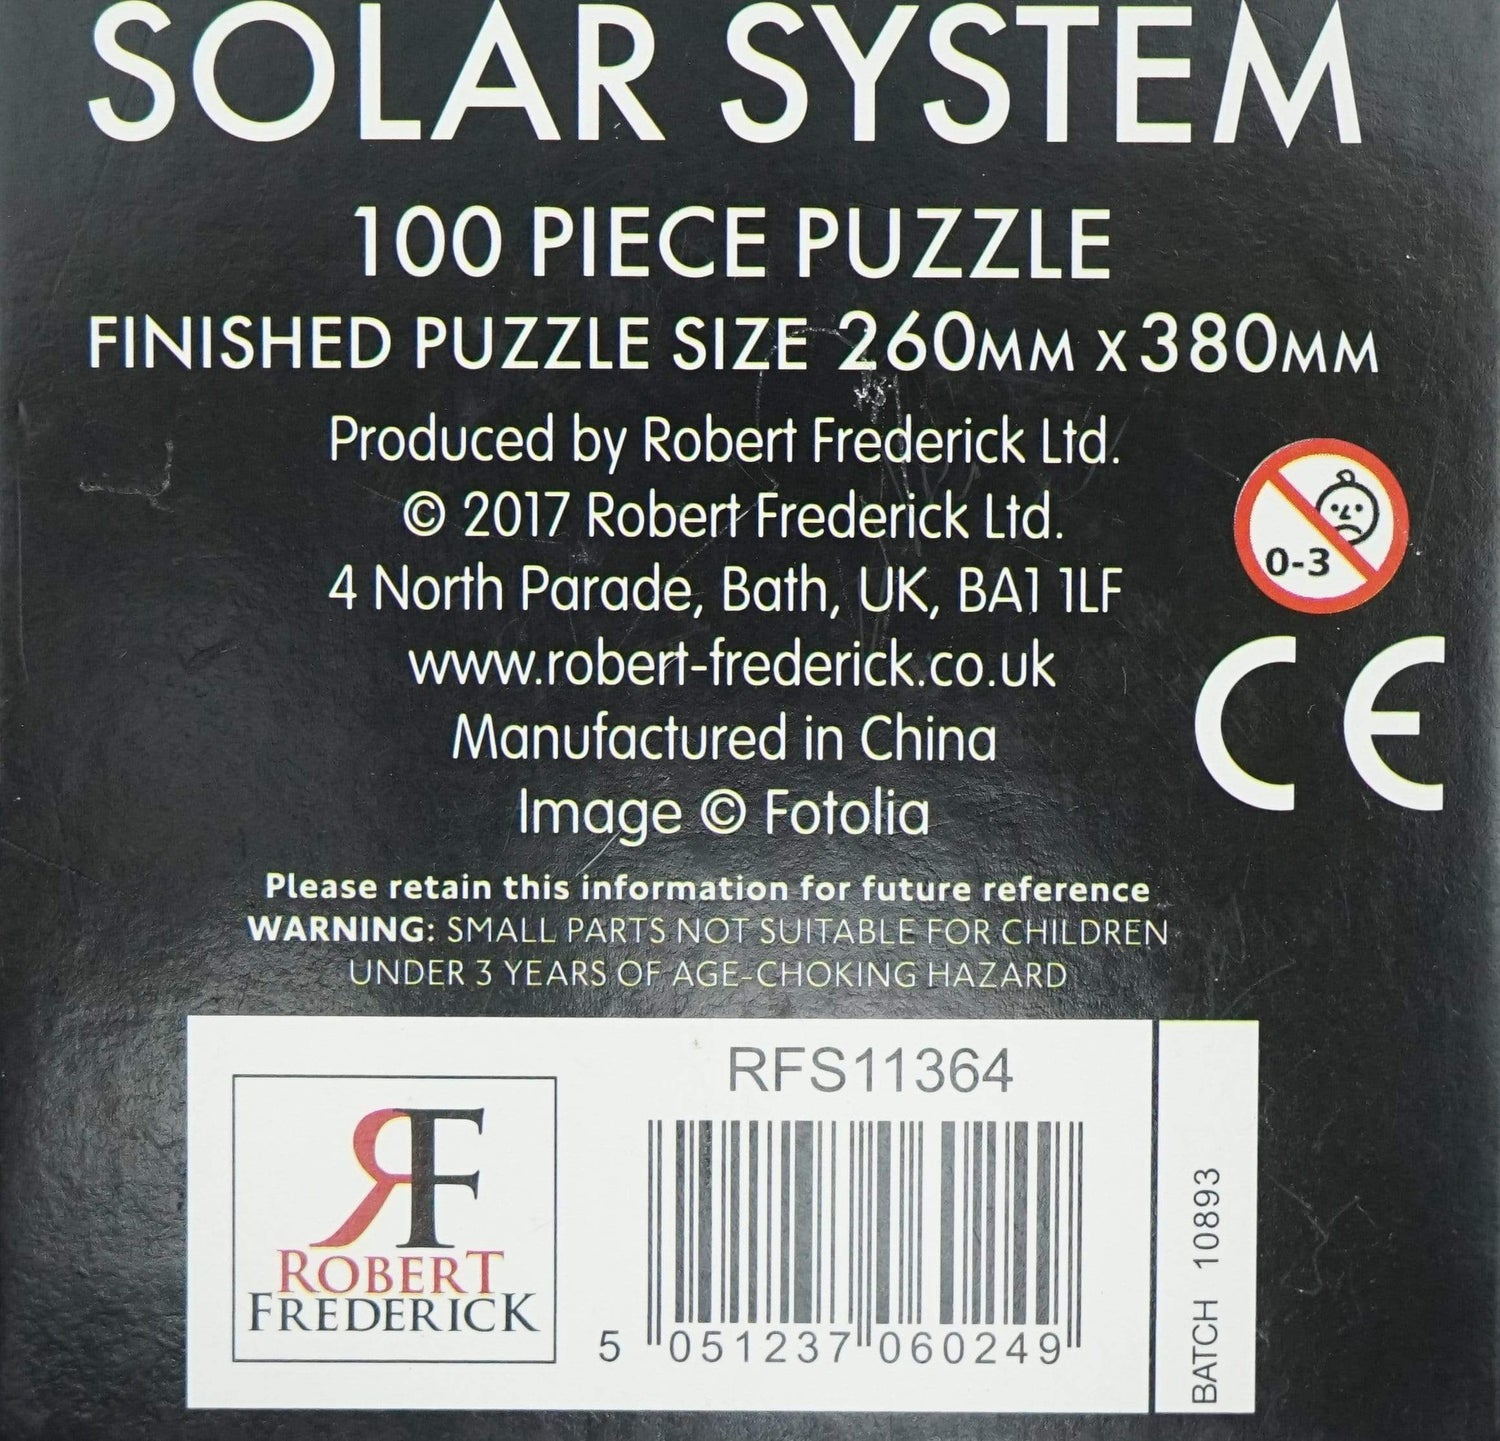 SOLAR SYSTEM
100 PIECE PUZZLE
FINISHED PUZZLE SIZE 260MM X 380MM
Produced by Robert Frederick Ltd.
© 2017 Robert Frederick Ltd.
4 North Parade, Bath, UK, BA1 1LF
www.robert-frederick.co.uk
Manufactured in China
Image © Fotolia
0-3
CE
Please retain this information for future reference
WARNING: SMALL PARTS NOT SUITABLE FOR CHILDREN
UNDER 3 YEARS OF AGE-CHOKING HAZARD
RF
ROBERT
FREDERICK
RFS11364
5 051237 060249
BATCH 10893